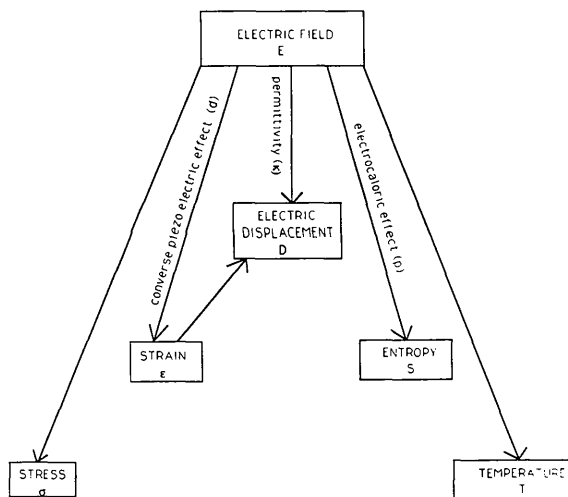 ELECTRIC FIELD
E
converse piezo electric effect (d)
permittivity (κ)
electrocaloric effect (p)
ELECTRIC
DISPLACEMENT
D
STRAIN
ε
ENTROPY
S
STRESS
σ
TEMPERATURE
T